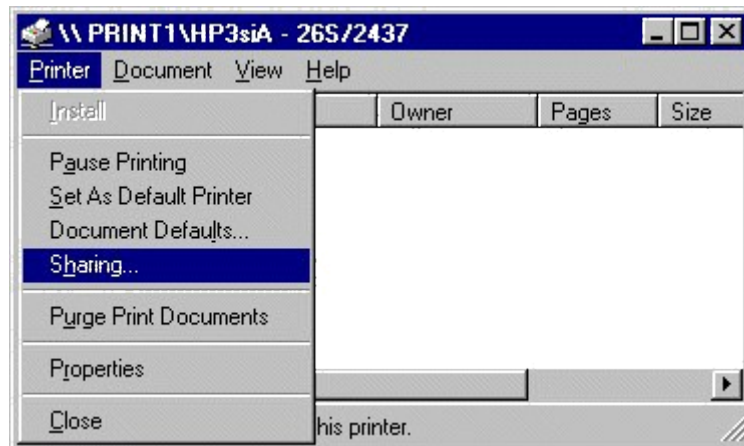 \\ PRINT1\HP3siA - 26S/2437
Printer Document View Help
Install
Owner Pages Size
Pause Printing
Set As Default Printer
Document Defaults...
Sharing...
Purge Print Documents
Properties
Close
his printer.